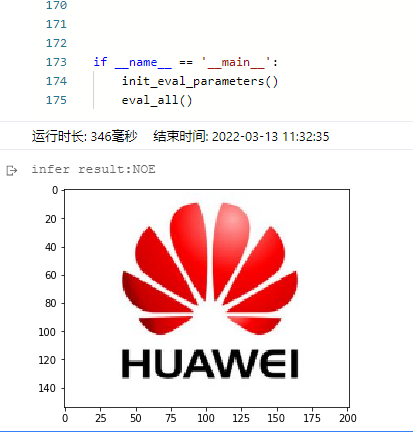 170
171
172
173 if __name__ == '__main__':
174 init_eval_parameters()
175 eval_all()
运行时长: 346毫秒 结束时间: 2022-03-13 11:32:35
infer result:NOE
0
20
40
60
80
100
120
140
HUAWEI
0 25 50 75 100 125 150 175 200